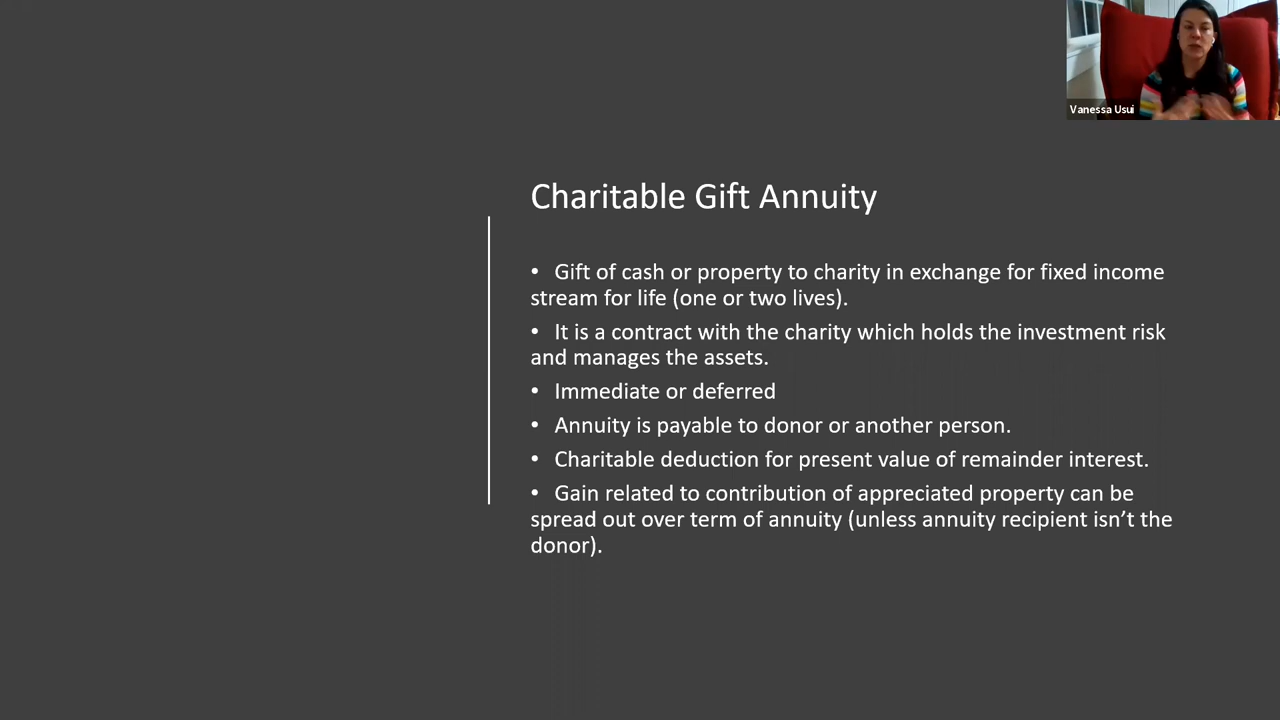 Vanessa Usui
Charitable Gift Annuity
• Gift of cash or property to charity in exchange for fixed income
stream for life (one or two lives).
• It is a contract with the charity which holds the investment risk
and manages the assets.
• Immediate or deferred
• Annuity is payable to donor or another person.
• Charitable deduction for present value of remainder interest.
• Gain related to contribution of appreciated property can be
spread out over term of annuity (unless annuity recipient isn’t the
donor).